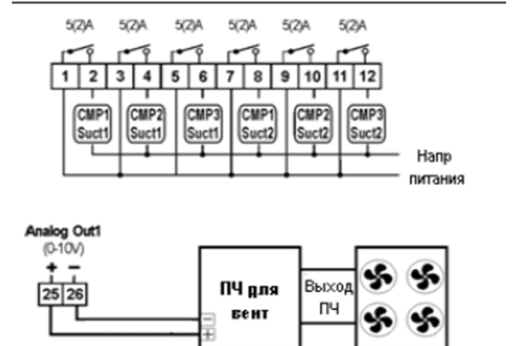 5(2)A 5(2)A 5(2)A 5(2)A 5(2)A 5(2)A
1 2 3 4 5 6 7 8 9 10 11 12
CMP1 CMP2 CMP3 CMP1 CMP2 CMP3
Suct1 Suct1 Suct1 Suct2 Suct2 Suct2
Напр
питания
Analog Out1
(0-10V)
+ −
25 26
ПЧ для
вент
Выход
ПЧ
−
+